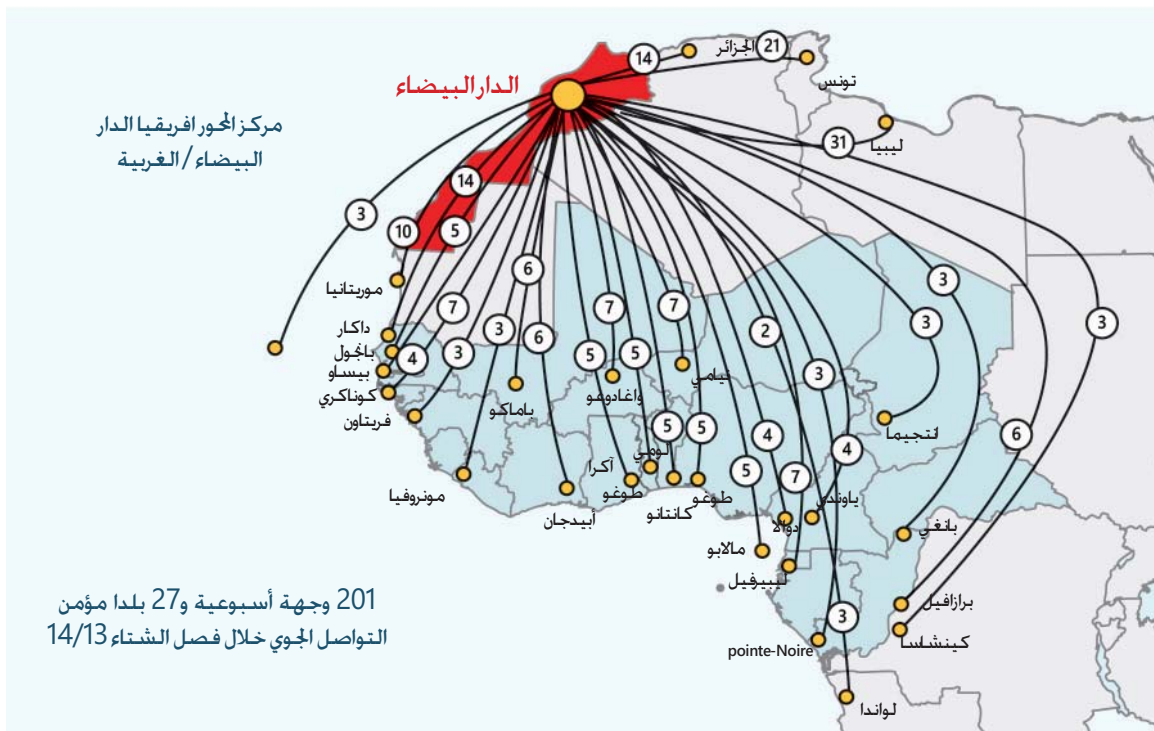 الجزائر
21
14
تونس
الدار البيضاء
مركز المحور افريقيا الدار
البيضاء/الغربية
ليبيا
31
14
3
10
5
6
3
موريتانيا
7
7
7
3
3
2
3
داكار
بانجول
بيساو
كوناكري
فريتاون
4
3
6
5
5
3
نيامي
واغادوغو
باماكو
انتجيما
5
5
4
4
6
لومي
آكرا
مونروفيا
أبيدجان
طوغو
كانتانو
طوغو
5
7
ياوندي
دوالا
بانغي
مالابو
ليبيرفيل
برازافيل
كينشاسا
3
pointe-Noire
لواندا
201 وجهة أسبوعية و27 بلدا مؤمن
التواصل الجوي خلال فصل الشتاء 14/13